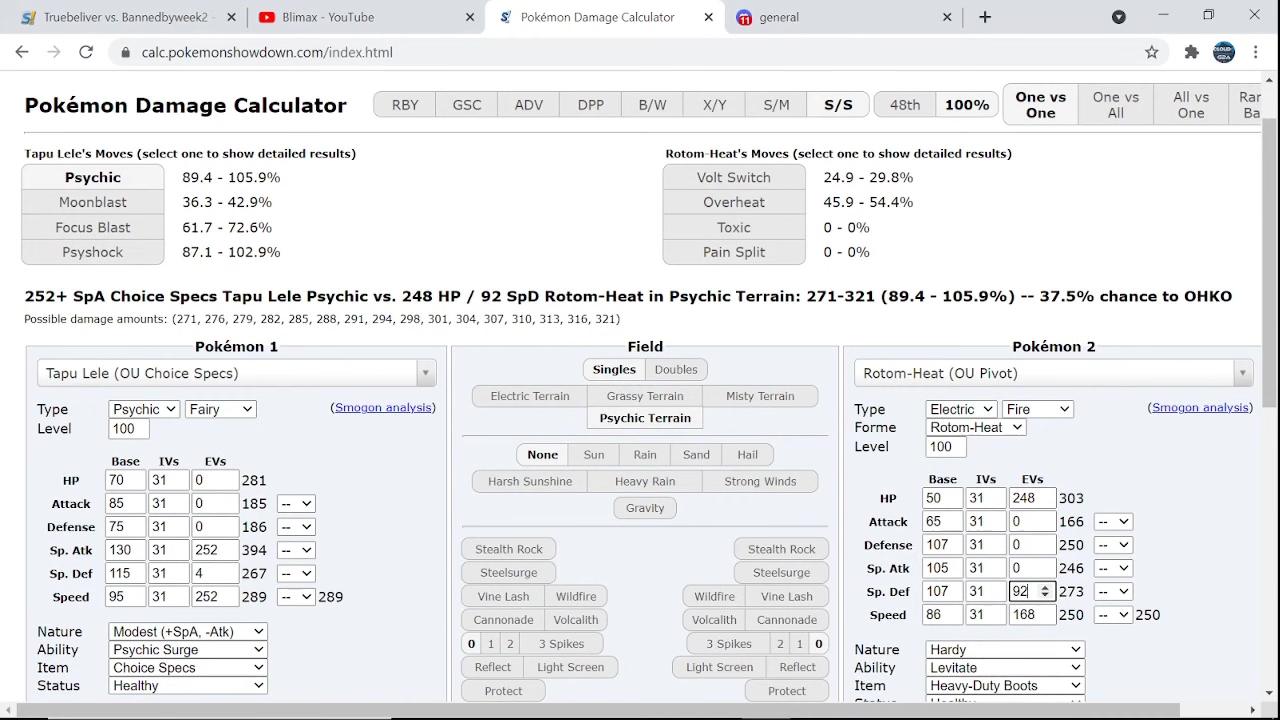 Truebeliver vs. Bannedbyweek2 -
Blimax - YouTube
Pokémon Damage Calculator
11 general
calc.pokemonshowdown.com/index.html
Pokémon Damage Calculator
RBY GSC ADV DPP B/W X/Y S/M S/S
48th 100%
One vs One
One vs All
All vs One
Ran Ba
Tapu Lele's Moves (select one to show detailed results)
Psychic 89.4 - 105.9%
Moonblast 36.3 - 42.9%
Focus Blast 61.7 - 72.6%
Psyshock 87.1 - 102.9%
Rotom-Heat's Moves (select one to show detailed results)
Volt Switch 24.9 - 29.8%
Overheat 45.9 - 54.4%
Toxic 0 - 0%
Pain Split 0 - 0%
252+ SpA Choice Specs Tapu Lele Psychic vs. 248 HP / 92 SpD Rotom-Heat in Psychic Terrain: 271-321 (89.4 - 105.9%) -- 37.5% chance to OHKO
Possible damage amounts: (271, 276, 279, 282, 285, 288, 291, 294, 298, 301, 304, 307, 310, 313, 316, 321)
Pokémon 1
Tapu Lele (OU Choice Specs)
Type Psychic Fairy (Smogon analysis)
Level 100
Base IVs EVs
HP 70 31 0 281
Attack 85 31 0 185 --
Defense 75 31 0 186 --
Sp. Atk 130 31 252 394 --
Sp. Def 115 31 4 267 --
Speed 95 31 252 289 -- 289
Nature Modest (+SpA, -Atk)
Ability Psychic Surge
Item Choice Specs
Status Healthy
Field
Singles Doubles
Electric Terrain Grassy Terrain Misty Terrain
Psychic Terrain
None Sun Rain Sand Hail
Harsh Sunshine Heavy Rain Strong Winds
Gravity
Stealth Rock Stealth Rock
Steelsurge Steelsurge
Vine Lash Wildfire Wildfire Vine Lash
Cannonade Volcalith Volcalith Cannonade
0 1 2 3 Spikes 3 Spikes 2 1 0
Reflect Light Screen Light Screen Reflect
Protect Protect
Pokémon 2
Rotom-Heat (OU Pivot)
Type Electric Fire (Smogon analysis)
Forme Rotom-Heat
Level 100
Base IVs EVs
HP 50 31 248 303
Attack 65 31 0 166 --
Defense 107 31 0 250 --
Sp. Atk 105 31 0 246 --
Sp. Def 107 31 92 273 --
Speed 86 31 168 250 -- 250
Nature Hardy
Ability Levitate
Item Heavy-Duty Boots